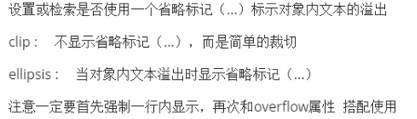 设置或检索是否使用一个省略标记（...）标示对象内文本的溢出
clip： 不显示省略标记（...），而是简单的裁切
ellipsis： 当对象内文本溢出时显示省略标记（...）
注意一定要首先强制一行内显示，再次和overflow属性 搭配使用